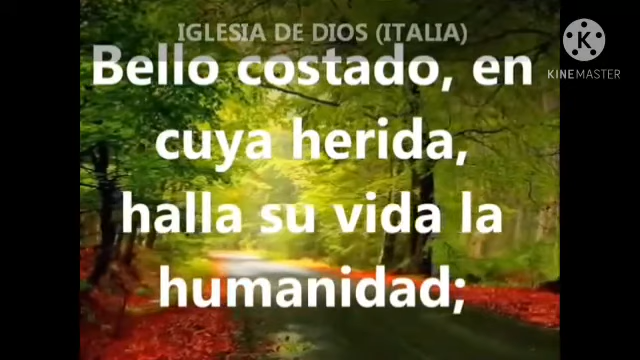 IGLESIA DE DIOS (ITALIA)
Bello costado, en
cuya herida,
halla su vida la
humanidad;
K
KINEMASTER